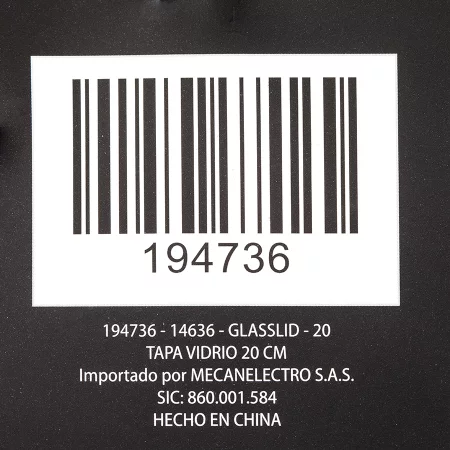 194736
194736 - 14636 - GLASSLID - 20
TAPA VIDRIO 20 CM
Importado por MECANELECTRO S.A.S.
SIC: 860.001.584
HECHO EN CHINA